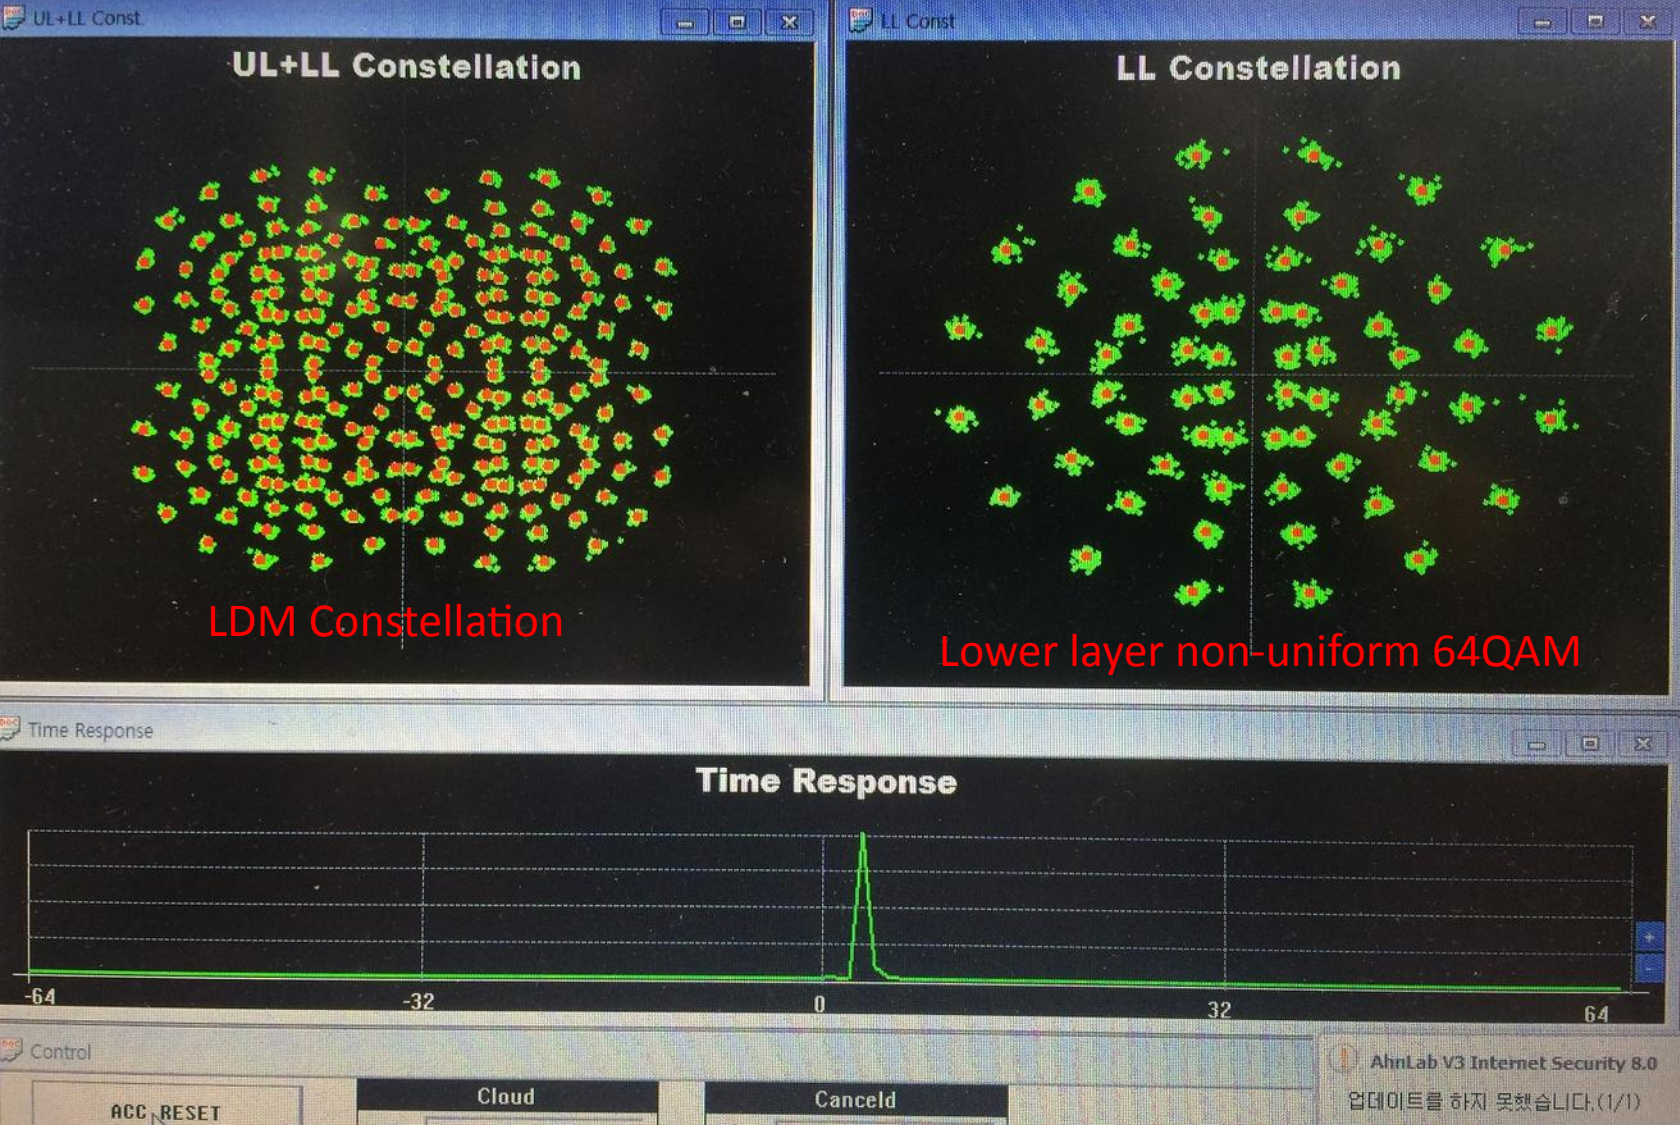 UL+LL Const.
LL Const
UL+LL Constellation
LL Constellation
LDM Constellation
Lower layer non-uniform 64QAM
Time Response
Time Response
-64
-32
0
32
64
+
-
Control
AhnLab V3 Internet Security 8.0
업데이트를 하지 못했습니다.(1/1)
ACC_RESET
Cloud
Canceld